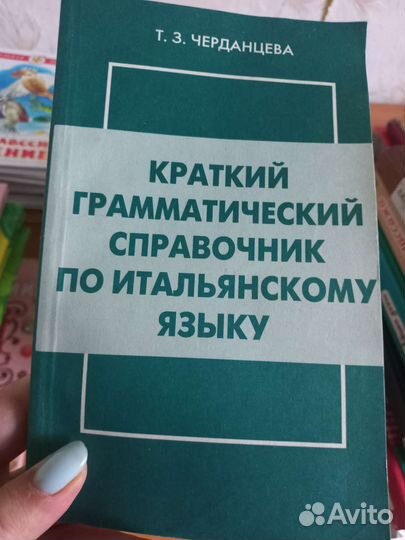 Т. З. ЧЕРДАНЦЕВА
КРАТКИЙ
ГРАММАТИЧЕСКИЙ
СПРАВОЧНИК
ПО ИТАЛЬЯНСКОМУ
ЯЗЫКУ
Avito